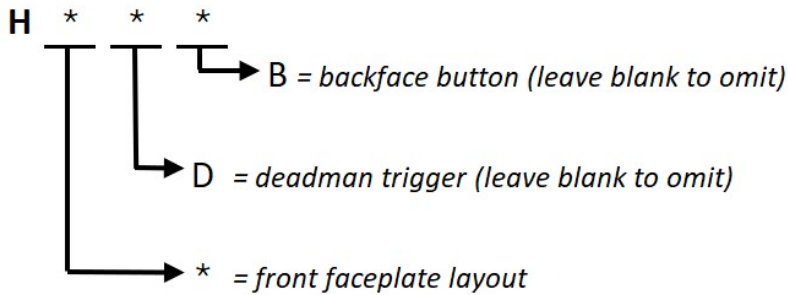 H * * *
B = backface button (leave blank to omit)
D = deadman trigger (leave blank to omit)
* = front faceplate layout